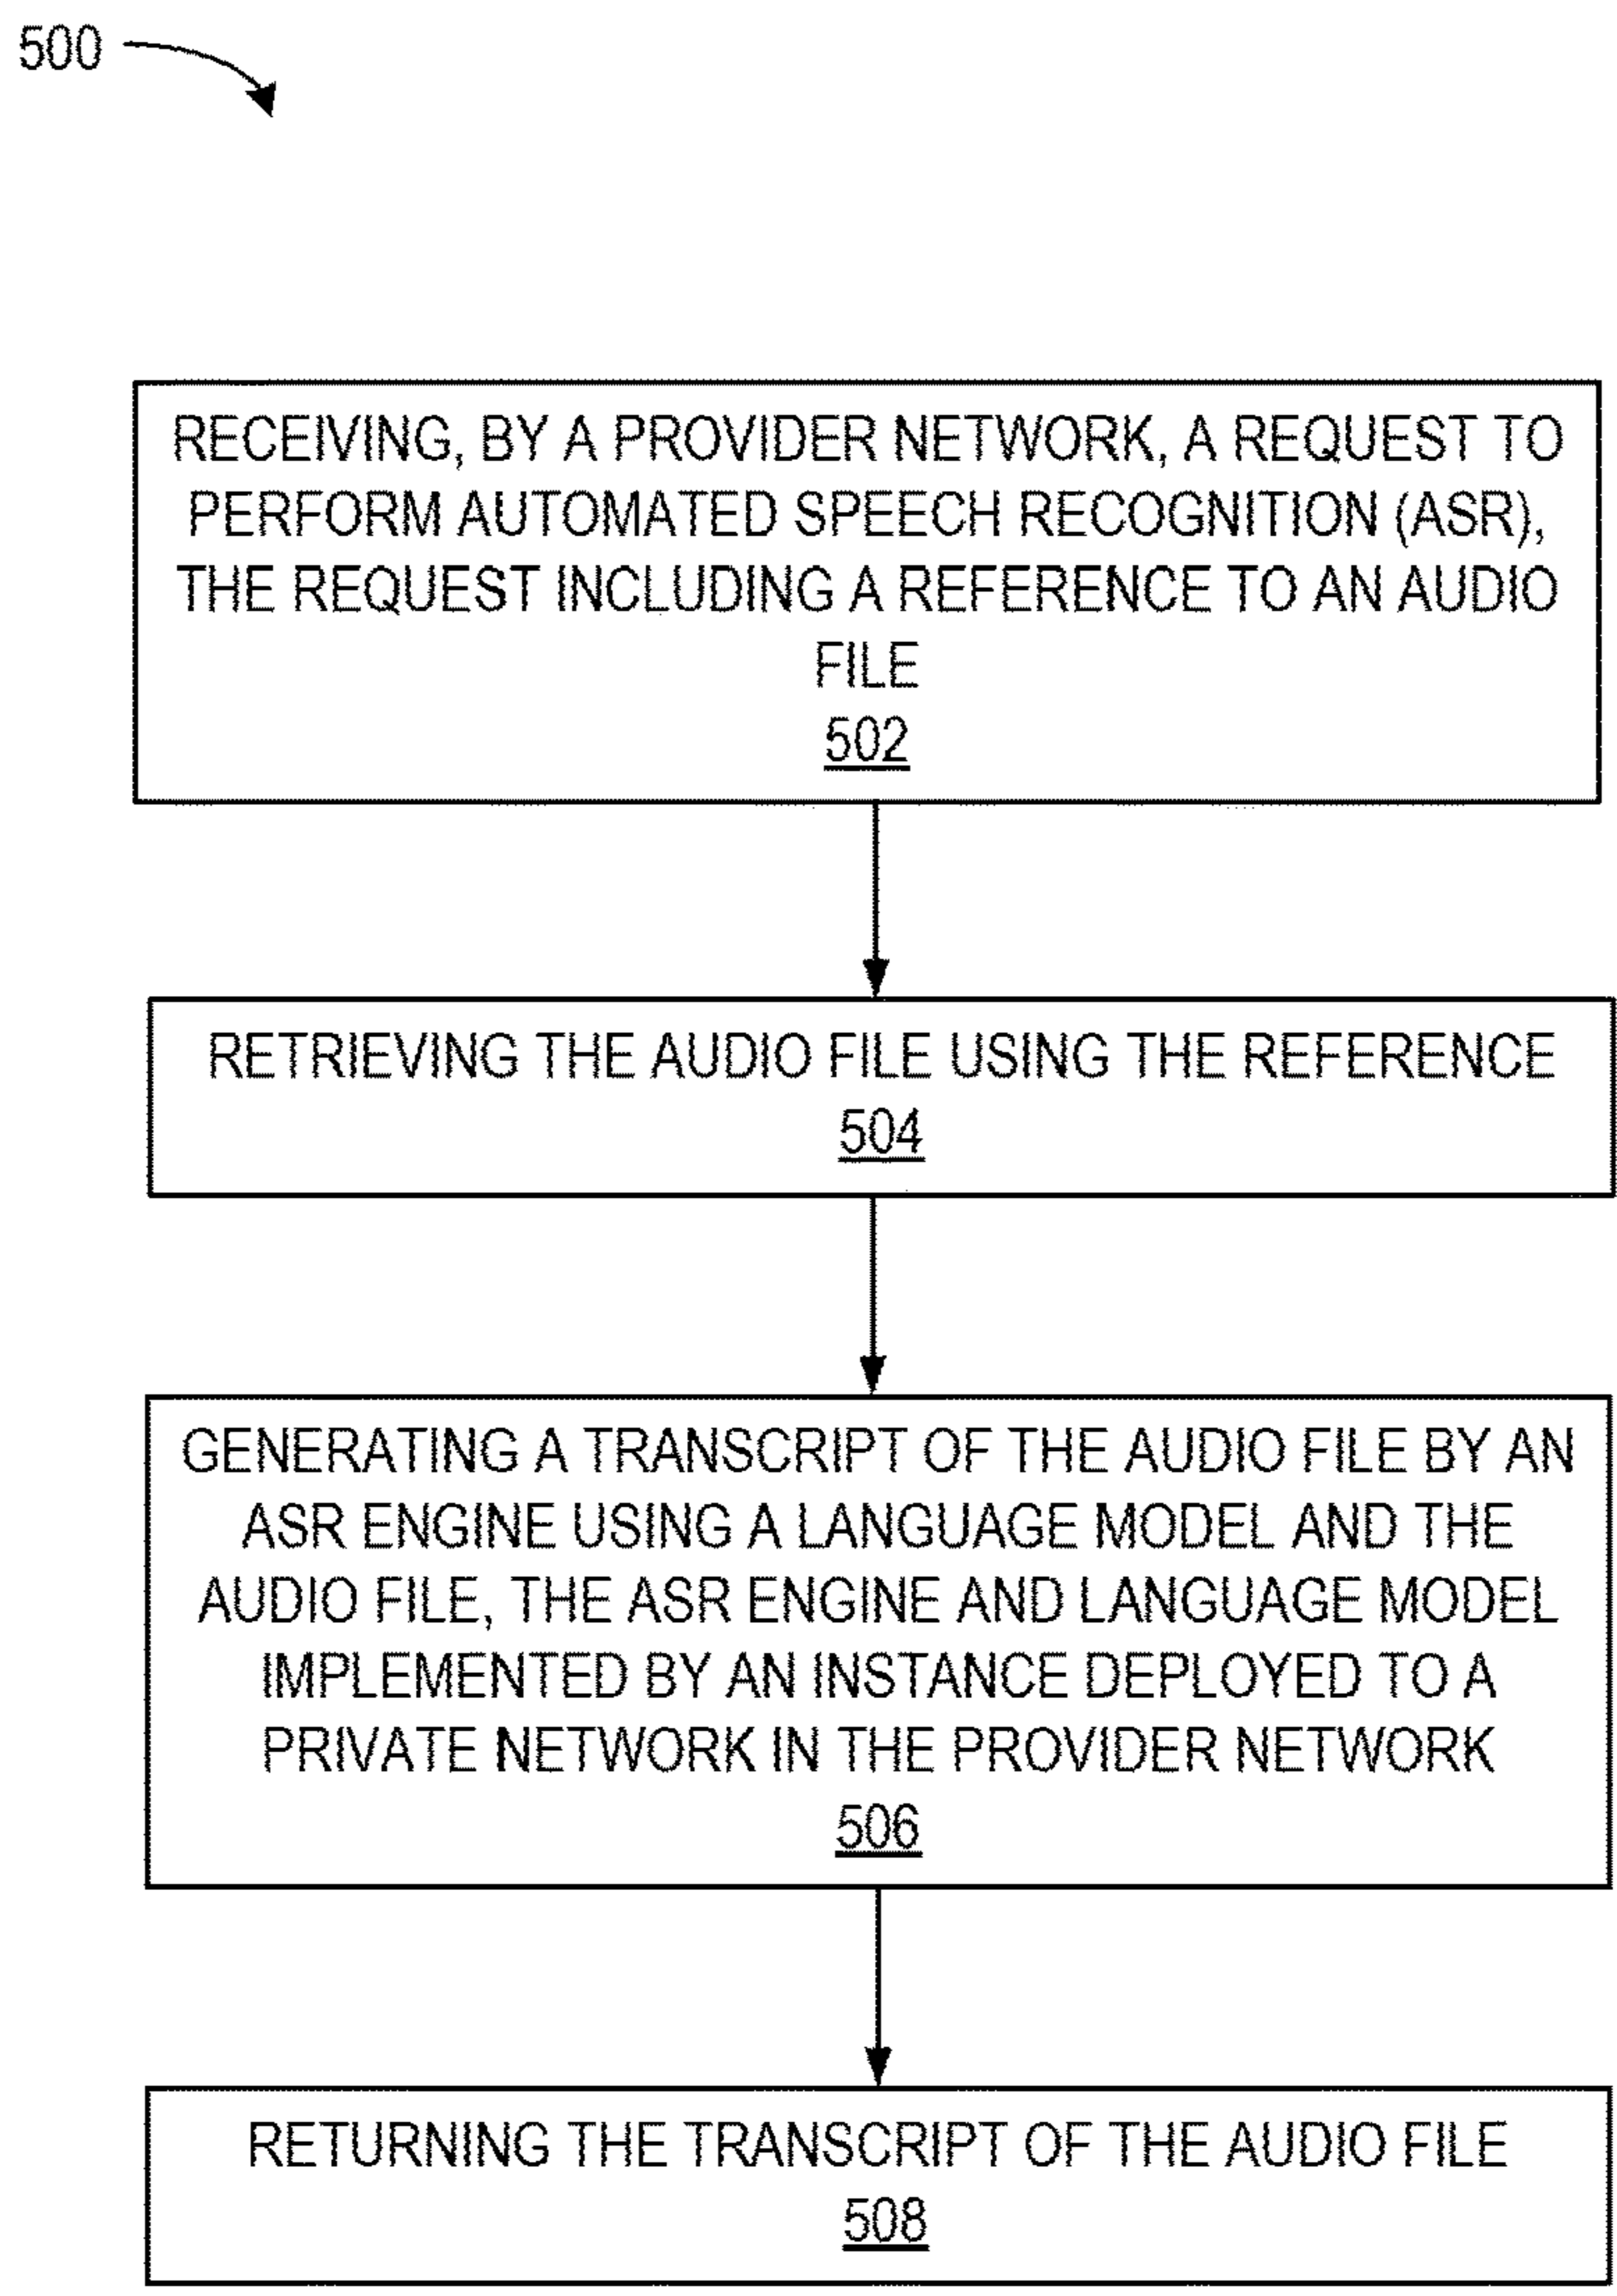 500
RECEIVING, BY A PROVIDER NETWORK, A REQUEST TO
PERFORM AUTOMATED SPEECH RECOGNITION (ASR),
THE REQUEST INCLUDING A REFERENCE TO AN AUDIO
FILE
502
RETRIEVING THE AUDIO FILE USING THE REFERENCE
504
GENERATING A TRANSCRIPT OF THE AUDIO FILE BY AN
ASR ENGINE USING A LANGUAGE MODEL AND THE
AUDIO FILE, THE ASR ENGINE AND LANGUAGE MODEL
IMPLEMENTED BY AN INSTANCE DEPLOYED TO A
PRIVATE NETWORK IN THE PROVIDER NETWORK
506
RETURNING THE TRANSCRIPT OF THE AUDIO FILE
508